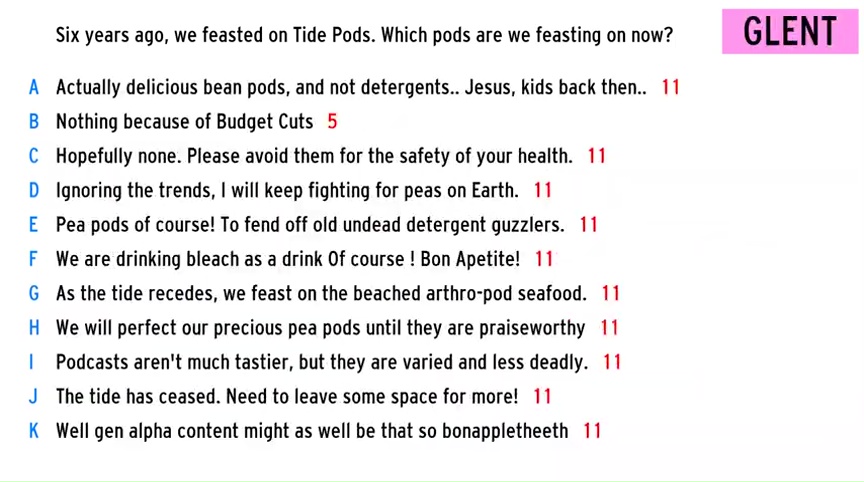 Six years ago, we feasted on Tide Pods. Which pods are we feasting on now?
GLENT
A Actually delicious bean pods, and not detergents.. Jesus, kids back then.. 11
B Nothing because of Budget Cuts 5
C Hopefully none. Please avoid them for the safety of your health. 11
D Ignoring the trends, I will keep fighting for peas on Earth. 11
E Pea pods of course! To fend off old undead detergent guzzlers. 11
F We are drinking bleach as a drink Of course ! Bon Apetite! 11
G As the tide recedes, we feast on the beached arthro-pod seafood. 11
H We will perfect our precious pea pods until they are praiseworthy 11
I Podcasts aren't much tastier, but they are varied and less deadly. 11
J The tide has ceased. Need to leave some space for more! 11
K Well gen alpha content might as well be that so bonappletheeth 11